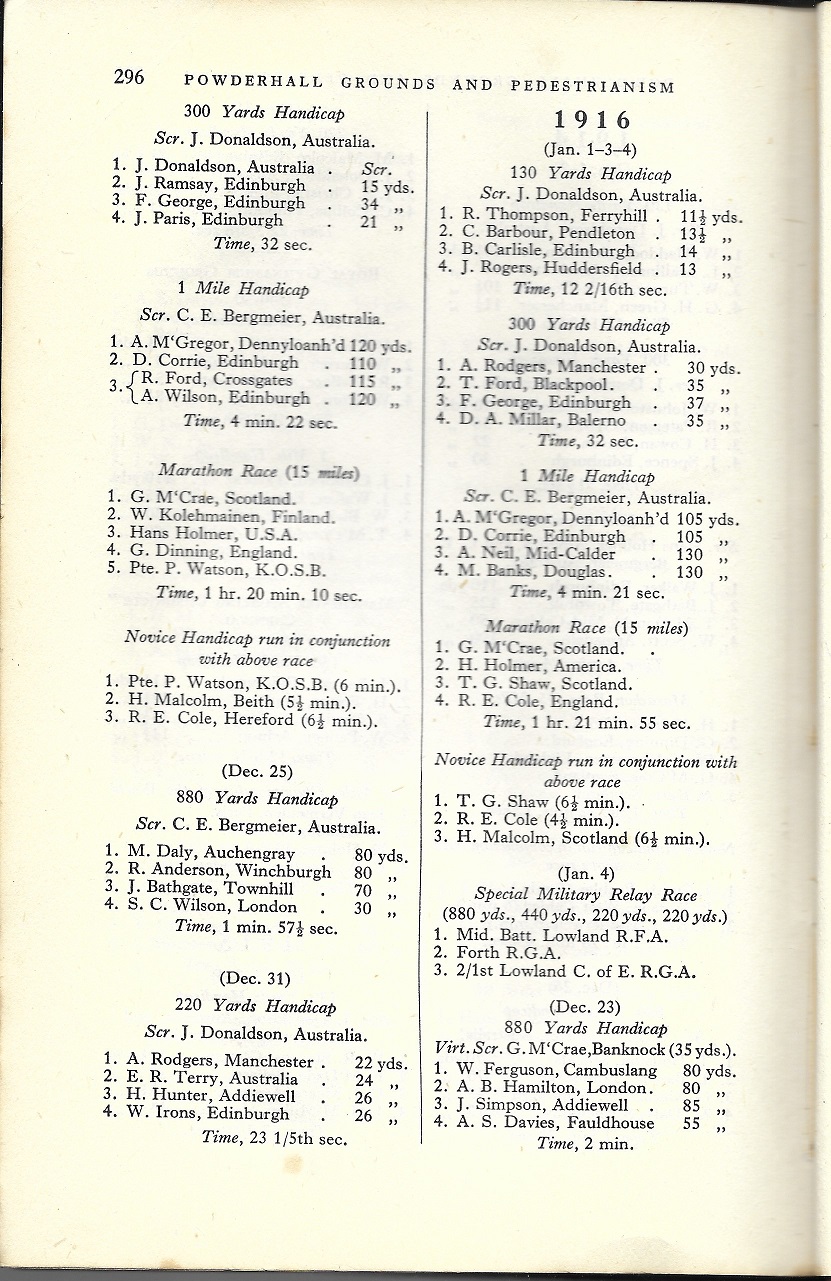 296 POWDERHALL GROUNDS AND PEDESTRIANISM
300 Yards Handicap
Scr. J. Donaldson, Australia.
1. J. Donaldson, Australia . Scr.
2. J. Ramsay, Edinburgh . 15 yds.
3. F. George, Edinburgh . 34 „
4. J. Paris, Edinburgh . 21 „
Time, 32 sec.
1 Mile Handicap
Scr. C. E. Bergmeier, Australia.
1. A. M‘Gregor, Dennyloanh’d 120 yds.
2. D. Corrie, Edinburgh . 110 „
3. { R. Ford, Crossgates . 115 „
A. Wilson, Edinburgh . 120 „
Time, 4 min. 22 sec.
Marathon Race (15 miles)
1. G. M‘Crae, Scotland.
2. W. Kolehmainen, Finland.
3. Hans Holmer, U.S.A.
4. G. Dinning, England.
5. Pte. P. Watson, K.O.S.B.
Time, 1 hr. 20 min. 10 sec.
Novice Handicap run in conjunction
with above race
1. Pte. P. Watson, K.O.S.B. (6 min.).
2. H. Malcolm, Beith (5½ min.).
3. R. E. Cole, Hereford (6½ min.).
(Dec. 25)
880 Yards Handicap
Scr. C. E. Bergmeier, Australia.
1. M. Daly, Auchengray . 80 yds.
2. R. Anderson, Winchburgh 80 „
3. J. Bathgate, Townhill . 70 „
4. S. C. Wilson, London . 30 „
Time, 1 min. 57½ sec.
(Dec. 31)
220 Yards Handicap
Scr. J. Donaldson, Australia.
1. A. Rodgers, Manchester . 22 yds.
2. E. R. Terry, Australia . 24 „
3. H. Hunter, Addiewell . 26 „
4. W. Irons, Edinburgh . 26 „
Time, 23 1/5th sec.
1916
(Jan. 1–3–4)
130 Yards Handicap
Scr. J. Donaldson, Australia.
1. R. Thompson, Ferryhill . 11½ yds.
2. C. Barbour, Pendleton . 13½ „
3. B. Carlisle, Edinburgh . 14 „
4. J. Rogers, Huddersfield . 13 „
Time, 12 2/16th sec.
300 Yards Handicap
Scr. J. Donaldson, Australia.
1. A. Rodgers, Manchester 30 yds.
2. T. Ford, Blackpool. . 35 „
3. F. George, Edinburgh . 37 „
4. D. A. Millar, Balerno . 35 „
Time, 32 sec.
1 Mile Handicap
Scr. C. E. Bergmeier, Australia.
1. A. M‘Gregor, Dennyloanh’d 105 yds.
2. D. Corrie, Edinburgh . 105 „
3. A. Neil, Mid-Calder . 130 „
4. M. Banks, Douglas. . 130 „
Time, 4 min. 21 sec.
Marathon Race (15 miles)
1. G. M‘Crae, Scotland. .
2. H. Holmer, America.
3. T. G. Shaw, Scotland.
4. R. E. Cole, England.
Time, 1 hr. 21 min. 55 sec.
Novice Handicap run in conjunction with
above race
1. T. G. Shaw (6½ min.).
2. R. E. Cole (4½ min.).
3. H. Malcolm, Scotland (6½ min.).
(Jan. 4)
Special Military Relay Race
(880 yds., 440 yds., 220 yds., 220 yds.)
1. Mid. Batt. Lowland R.F.A.
2. Forth R.G.A.
3. 2/1st Lowland C. of E. R.G.A.
(Dec. 23)
880 Yards Handicap
Virt. Scr. G. M‘Crae, Banknock (35 yds.).
1. W. Ferguson, Cambuslang 80 yds.
2. A. B. Hamilton, London. 80 „
3. J. Simpson, Addiewell . 85 „
4. A. S. Davies, Fauldhouse 55 „
Time, 2 min.